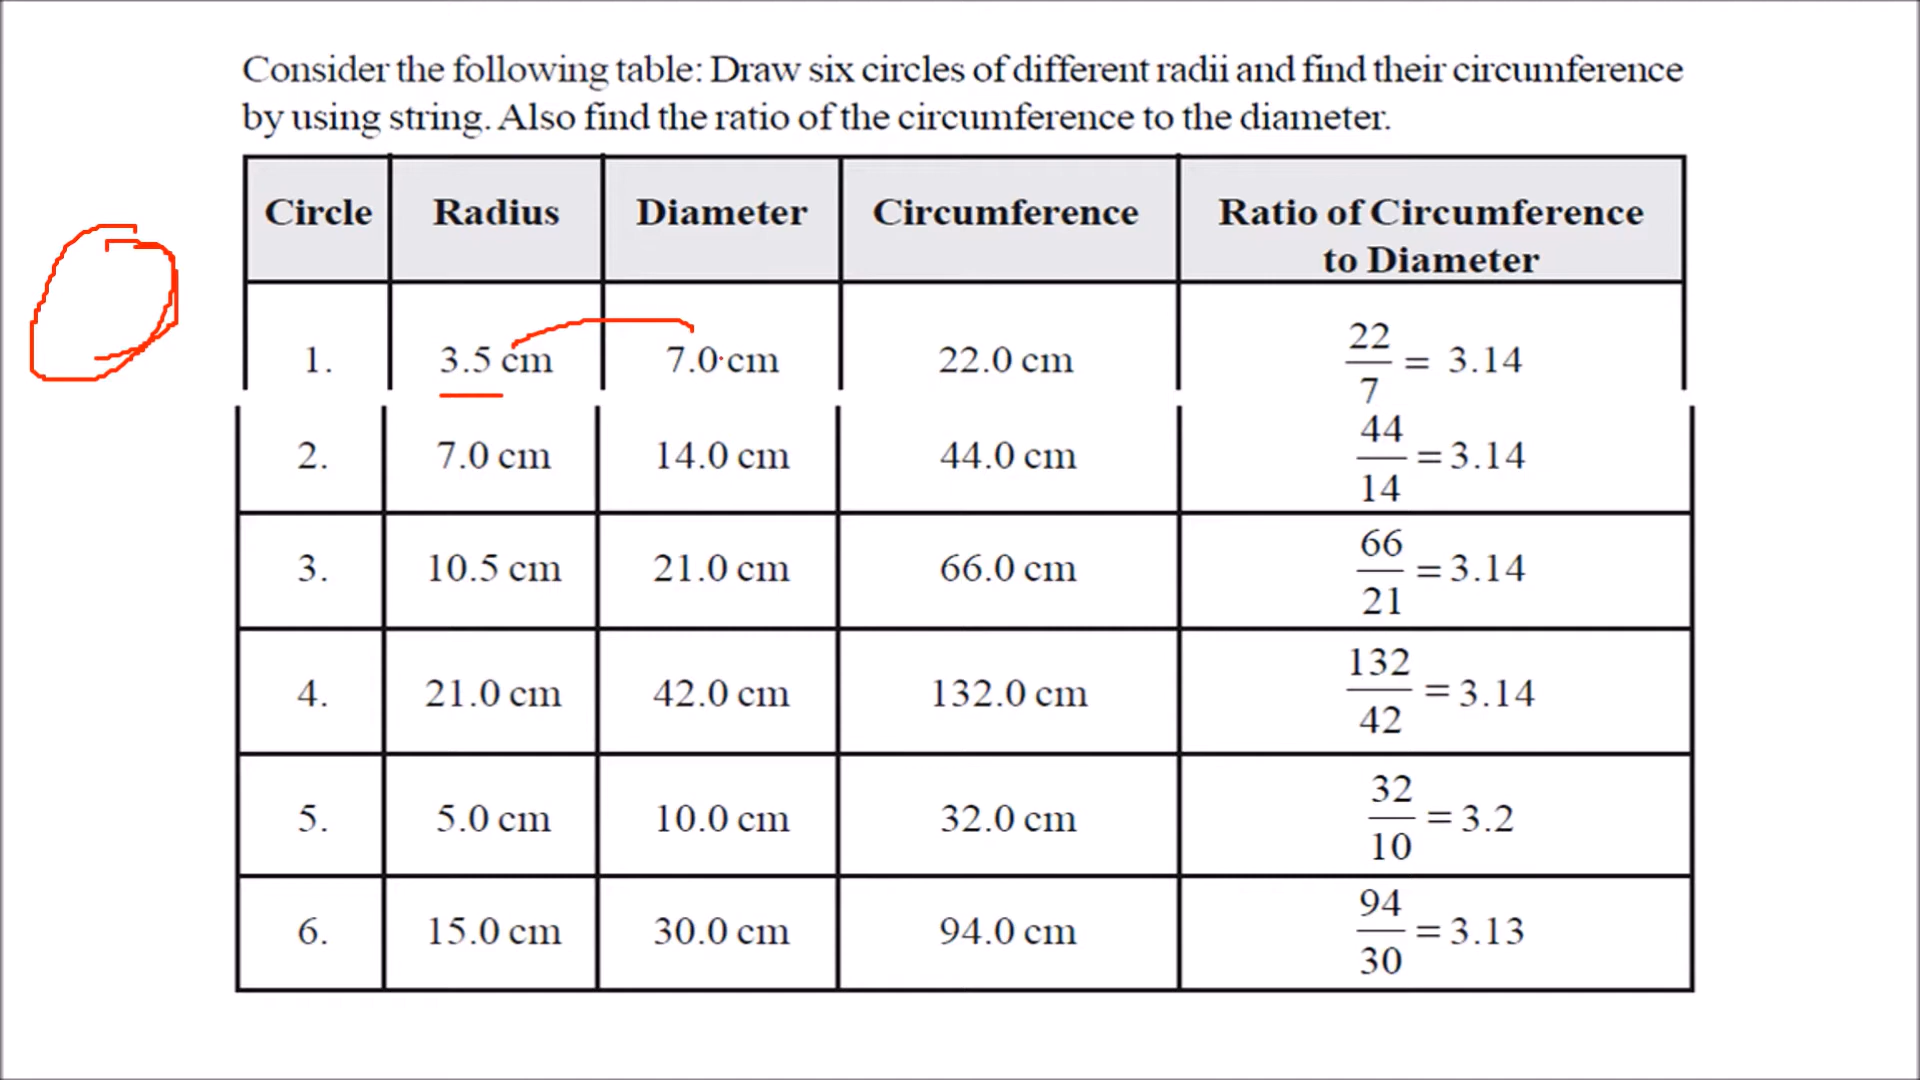 Consider the following table: Draw six circles of different radii and find their circumference
by using string. Also find the ratio of the circumference to the diameter.
Circle Radius Diameter Circumference Ratio of Circumference
to Diameter
1. 3.5 cm 7.0 cm 22.0 cm 22/7 = 3.14
2. 7.0 cm 14.0 cm 44.0 cm 44/14 = 3.14
3. 10.5 cm 21.0 cm 66.0 cm 66/21 = 3.14
4. 21.0 cm 42.0 cm 132.0 cm 132/42 = 3.14
5. 5.0 cm 10.0 cm 32.0 cm 32/10 = 3.2
6. 15.0 cm 30.0 cm 94.0 cm 94/30 = 3.13